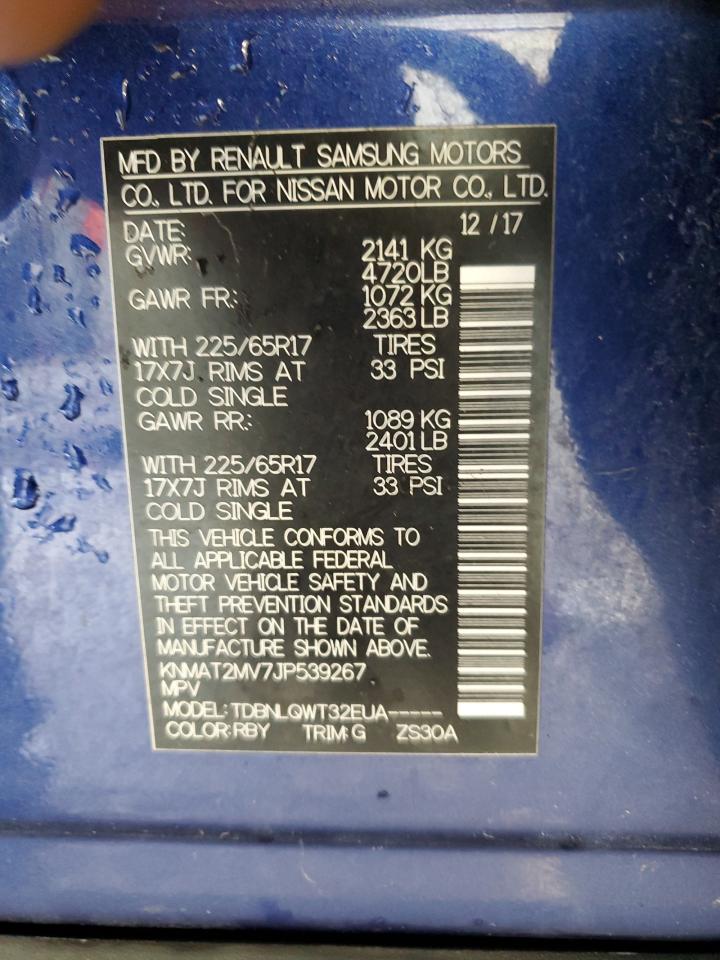 MFD BY RENAULT SAMSUNG MOTORS
CO., LTD. FOR NISSAN MOTOR CO., LTD.
DATE: 12 / 17
GVWR: 2141 KG
4720LB
GAWR FR: 1072 KG
2363 LB
WITH 225/65R17 TIRES
17X7J RIMS AT 33 PSI
COLD SINGLE
GAWR RR: 1089 KG
2401 LB
WITH 225/65R17 TIRES
17X7J RIMS AT 33 PSI
COLD SINGLE
THIS VEHICLE CONFORMS TO
ALL APPLICABLE FEDERAL
MOTOR VEHICLE SAFETY AND
THEFT PREVENTION STANDARDS
IN EFFECT ON THE DATE OF
MANUFACTURE SHOWN ABOVE.
KNMAT2MV7JP539267
MPV
MODEL: TDBNLQWT32EUA-----
COLOR:RBY TRIM:G ZS30A